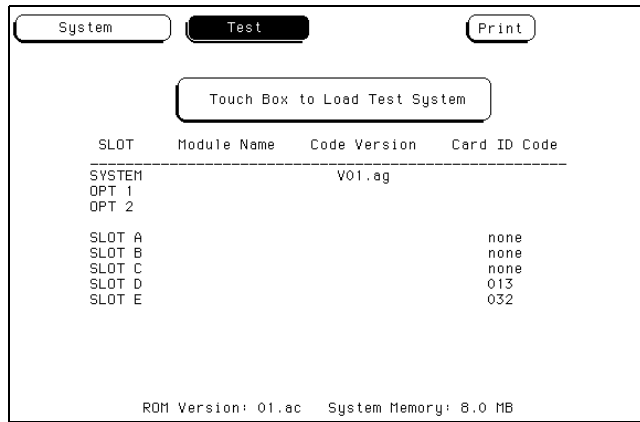 System Test Print
Touch Box to Load Test System
SLOT Module Name Code Version Card ID Code
SYSTEM V01.ag
OPT 1
OPT 2
SLOT A none
SLOT B none
SLOT C none
SLOT D 013
SLOT E 032
ROM Version: 01.ac System Memory: 8.0 MB